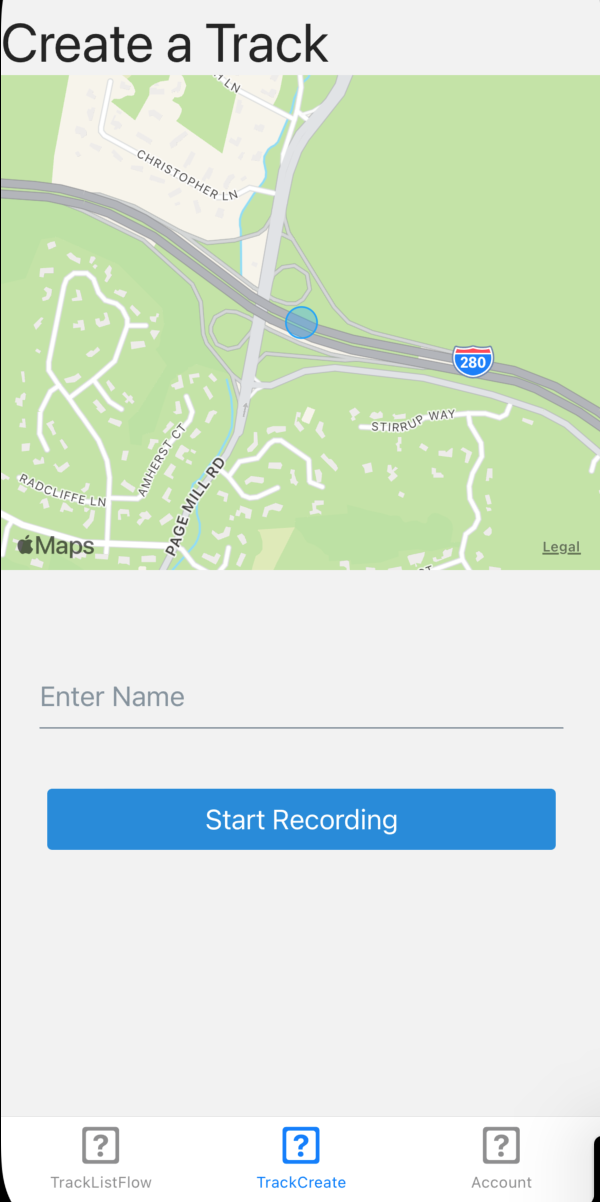 Create a Track
CHRISTOPHER LN
280
STIRRUP WAY
AMHERST CT
RADCLIFFE LN
PAGE MILL RD
Maps
Legal
Enter Name
Start Recording
TrackListFlow
TrackCreate
Account